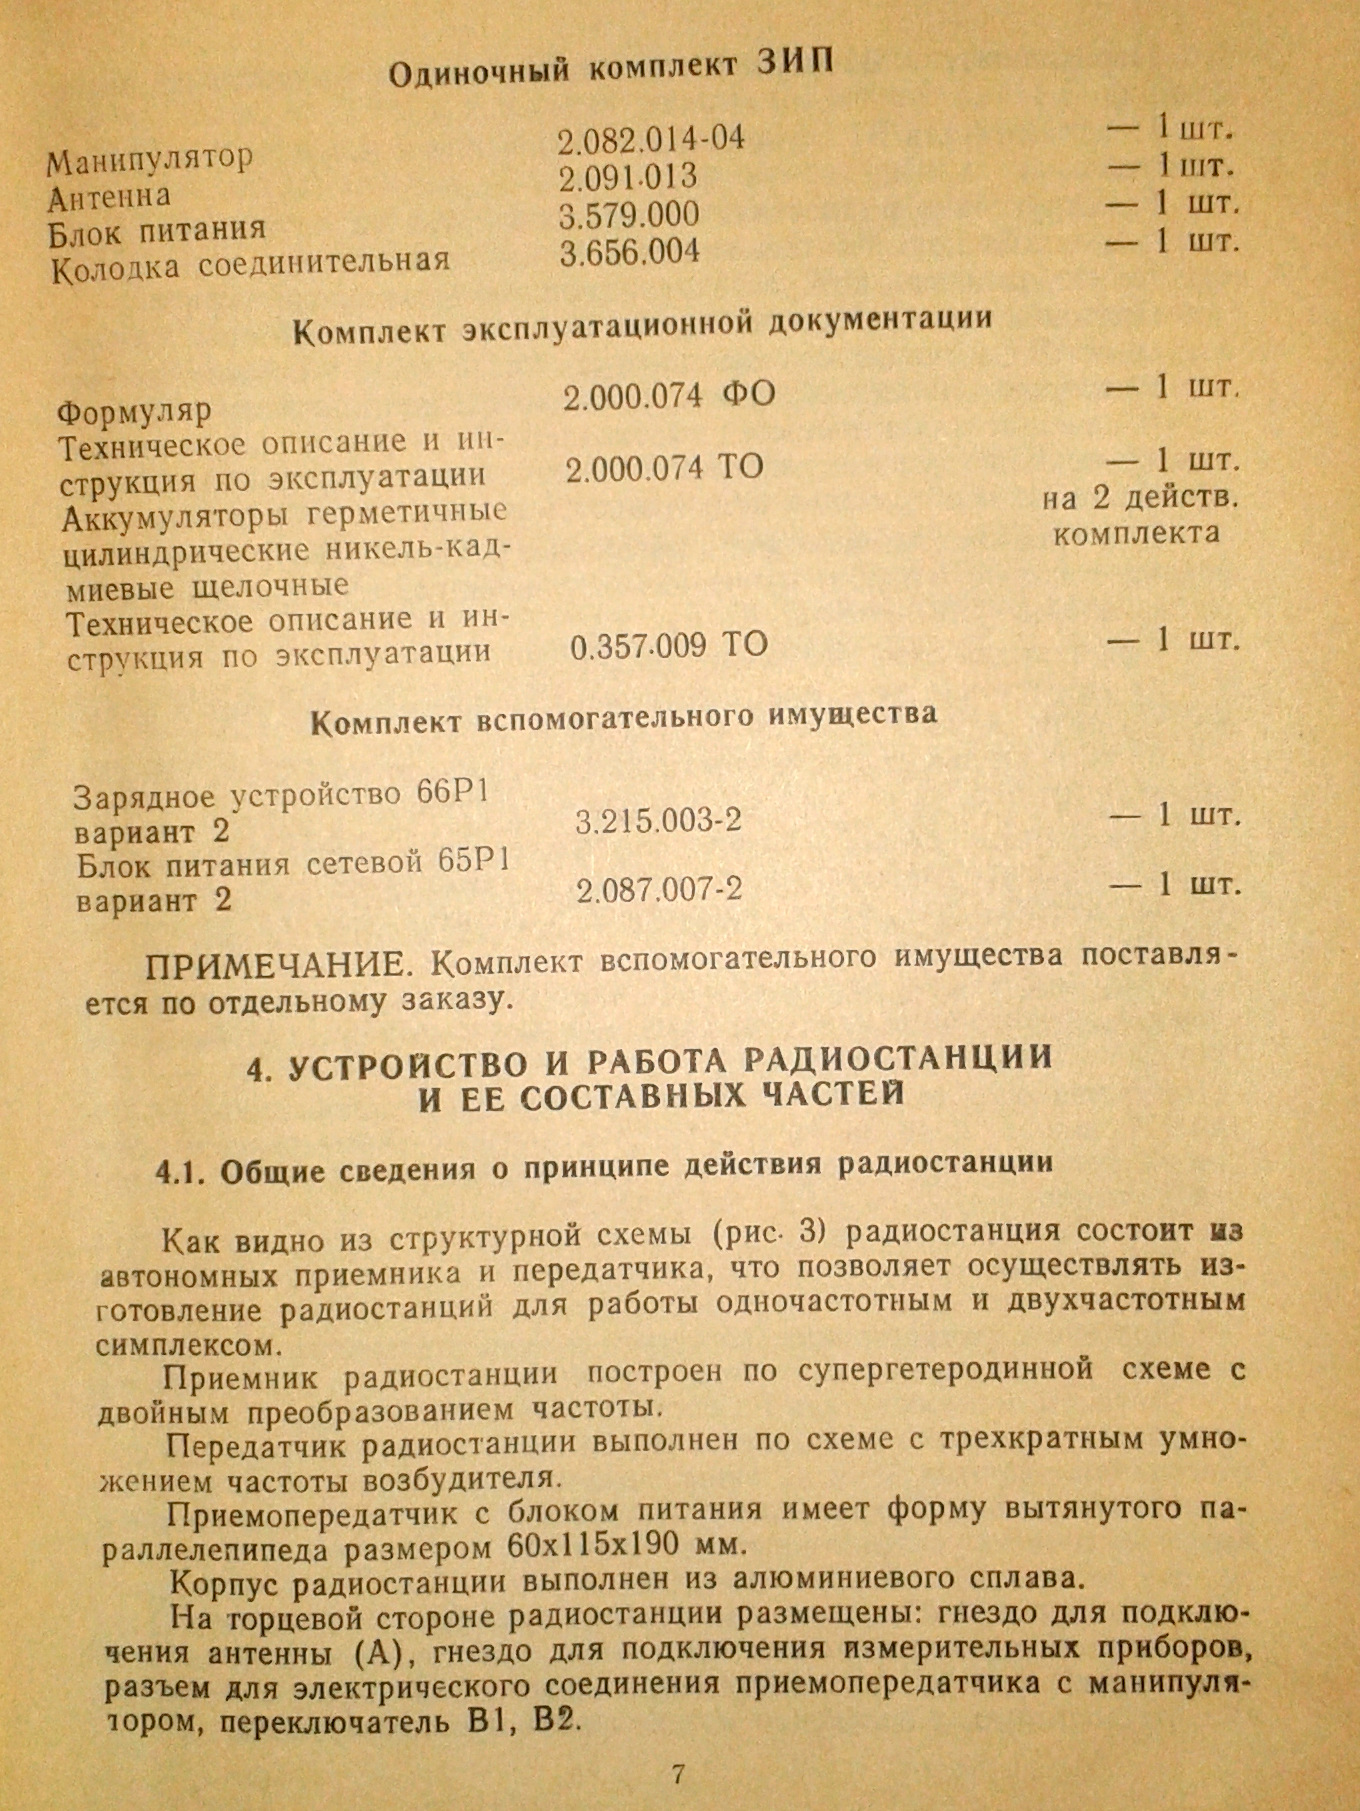 Одиночный комплект ЗИП
Манипулятор 2.082.014-04 — 1 шт.
Антенна 2.091.013 — 1 шт.
Блок питания 3.579.000 — 1 шт.
Колодка соединительная 3.656.004 — 1 шт.
Комплект эксплуатационной документации
Формуляр 2.000.074 ФО — 1 шт.
Техническое описание и ин-
струкция по эксплуатации 2.000.074 ТО — 1 шт.
Аккумуляторы герметичные на 2 действ.
цилиндрические никель-кад- комплекта
миевые щелочные
Техническое описание и ин-
струкция по эксплуатации 0.357.009 ТО — 1 шт.
Комплект вспомогательного имущества
Зарядное устройство 66Р1
вариант 2 3.215.003-2 — 1 шт.
Блок питания сетевой 65Р1
вариант 2 2.087.007-2 — 1 шт.
ПРИМЕЧАНИЕ. Комплект вспомогательного имущества поставля-
ется по отдельному заказу.
4. УСТРОЙСТВО И РАБОТА РАДИОСТАНЦИИ
И ЕЕ СОСТАВНЫХ ЧАСТЕЙ
4.1. Общие сведения о принципе действия радиостанции
Как видно из структурной схемы (рис. 3) радиостанция состоит из
автономных приемника и передатчика, что позволяет осуществлять из-
готовление радиостанций для работы одночастотным и двухчастотным
симплексом.
Приемник радиостанции построен по супергетеродинной схеме с
двойным преобразованием частоты.
Передатчик радиостанции выполнен по схеме с трехкратным умно-
жением частоты возбудителя.
Приемопередатчик с блоком питания имеет форму вытянутого па-
раллелепипеда размером 60х115х190 мм.
Корпус радиостанции выполнен из алюминиевого сплава.
На торцевой стороне радиостанции размещены: гнездо для подклю-
чения антенны (А), гнездо для подключения измерительных приборов,
разъем для электрического соединения приемопередатчика с манипуля-
тором, переключатель В1, В2.
7